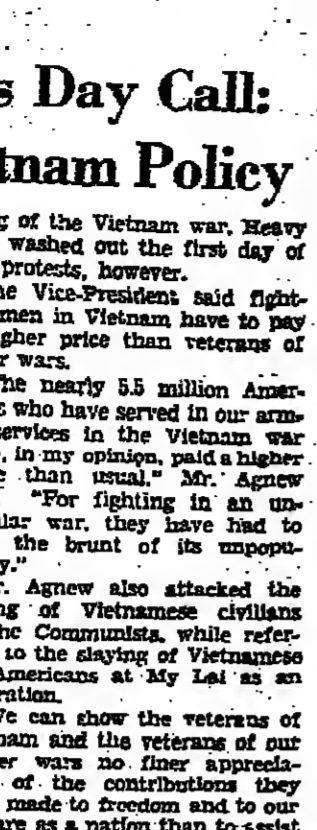 s Day Call:
tnam Policy
g of the Vietnam war. Heavy
washed out the first day of
protests, however.
he Vice-President said fight-
men in Vietnam have to pay
gher price than veterans of
r wars.
he nearly 5.5 million Amer-
s who have served in our arm-
services in the Vietnam war
, in my opinion, paid a higher
e than usual." Mr. Agnew
"For fighting in an un-
lar war, they have had to
the brunt of its unpopu-
y."
r. Agnew also attacked the
ng of Vietnamese civilians
he Communists, while refer-
to the slaying of Vietnamese
Americans at My Lai as an
ration.
e can show the veterans of
nam and the veterans of our
er wars no finer apprecia-
of the contributions they
made to freedom and to our
are as a nation than to assist